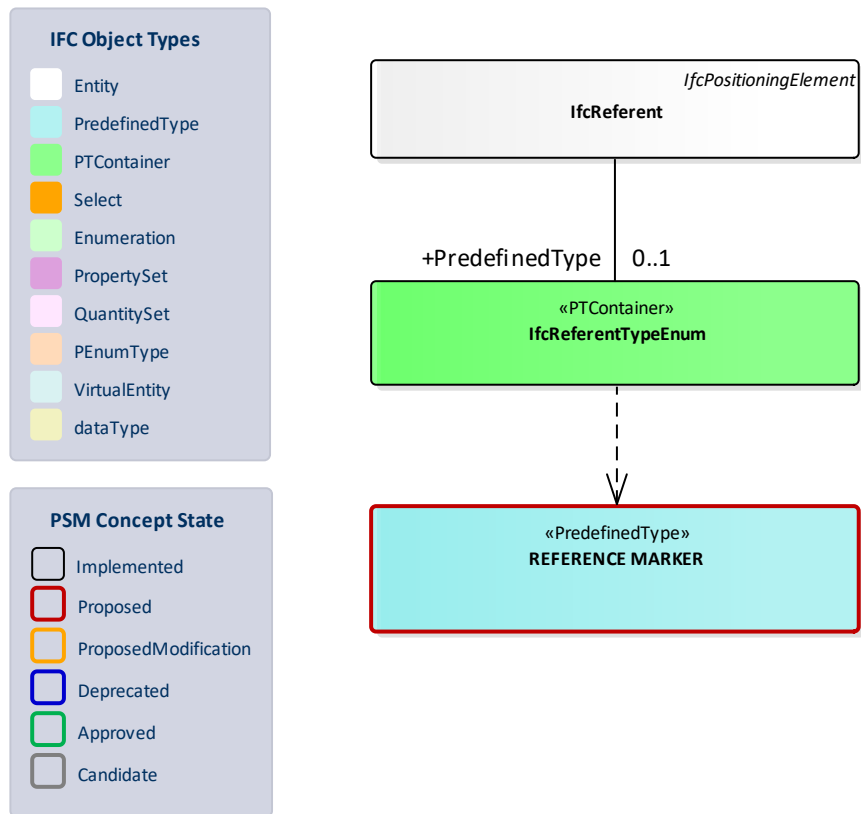 IFC Object Types
Entity
PredefinedType
PTContainer
Select
Enumeration
PropertySet
QuantitySet
PEnumType
VirtualEntity
dataType
PSM Concept State
Implemented
Proposed
ProposedModification
Deprecated
Approved
Candidate
IfcPositioningElement
IfcReferent
+PredefinedType 0..1
«PTContainer»
IfcReferentTypeEnum
«PredefinedType»
REFERENCE MARKER